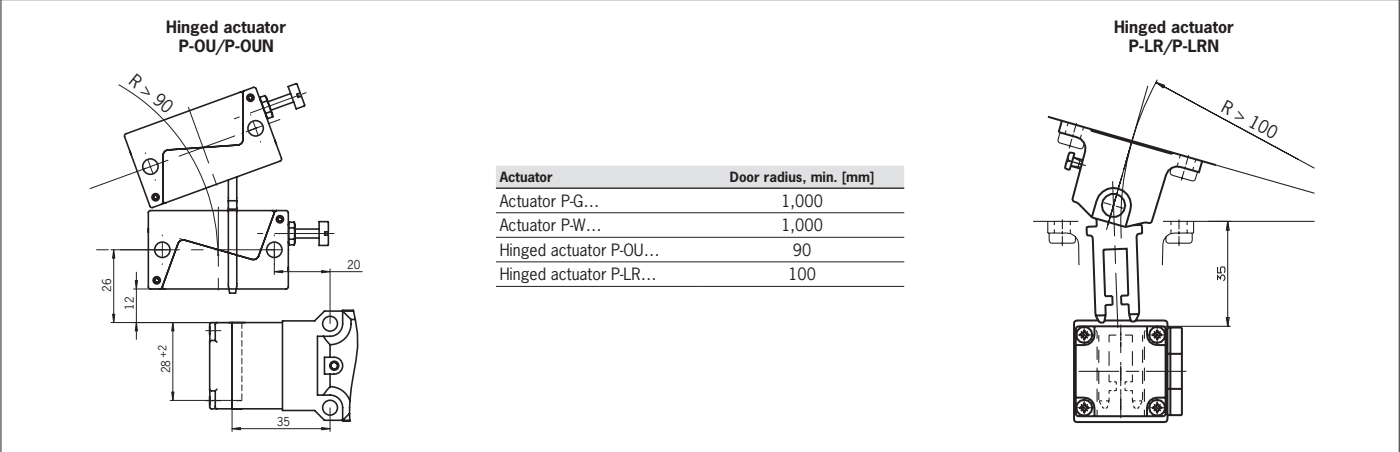 Hinged actuator
P-OU/P-OUN
R > 90
20
26
12
28 +2
35
Actuator Door radius, min. [mm]
Actuator P-G… 1,000
Actuator P-W… 1,000
Hinged actuator P-OU… 90
Hinged actuator P-LR… 100
Hinged actuator
P-LR/P-LRN
R > 100
35